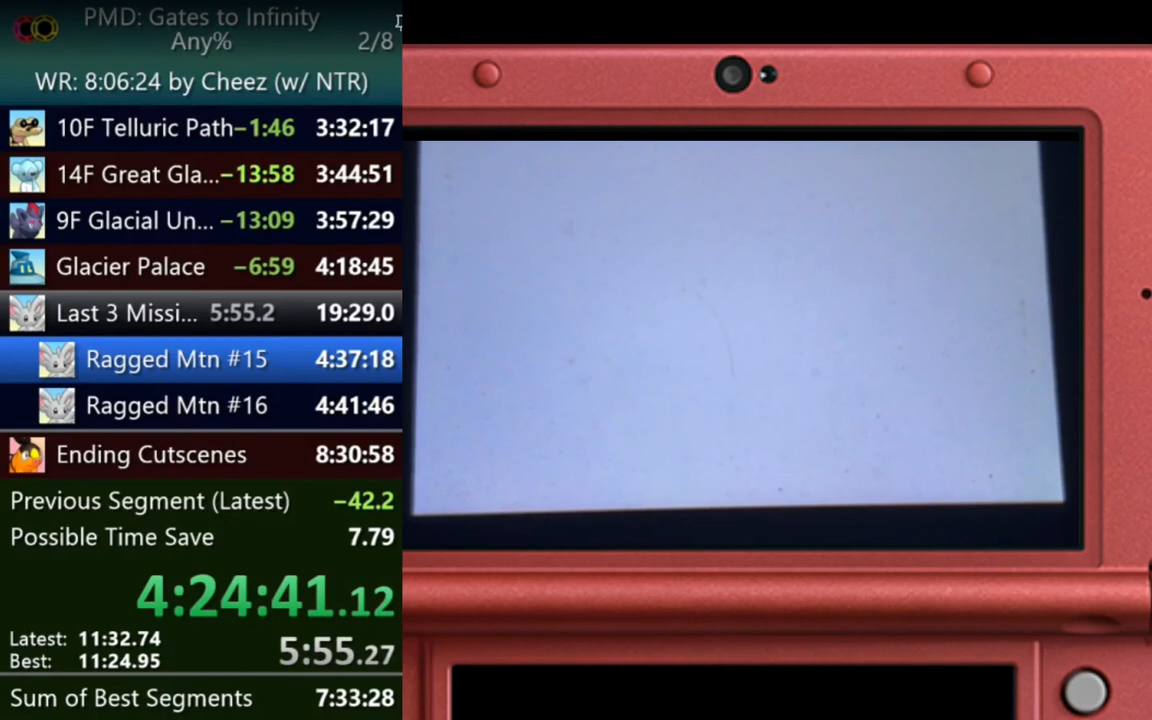 PMD: Gates to Infinity
Any% 2/8
WR: 8:06:24 by Cheez (w/ NTR)
10F Telluric Path -1:46 3:32:17
14F Great Gla... -13:58 3:44:51
9F Glacial Un... -13:09 3:57:29
Glacier Palace -6:59 4:18:45
Last 3 Missi... 5:55.2 19:29.0
Ragged Mtn #15 4:37:18
Ragged Mtn #16 4:41:46
Ending Cutscenes 8:30:58
Previous Segment (Latest) -42.2
Possible Time Save 7.79
4:24:41.12
Latest: 11:32.74
Best: 11:24.95 5:55.27
Sum of Best Segments 7:33:28